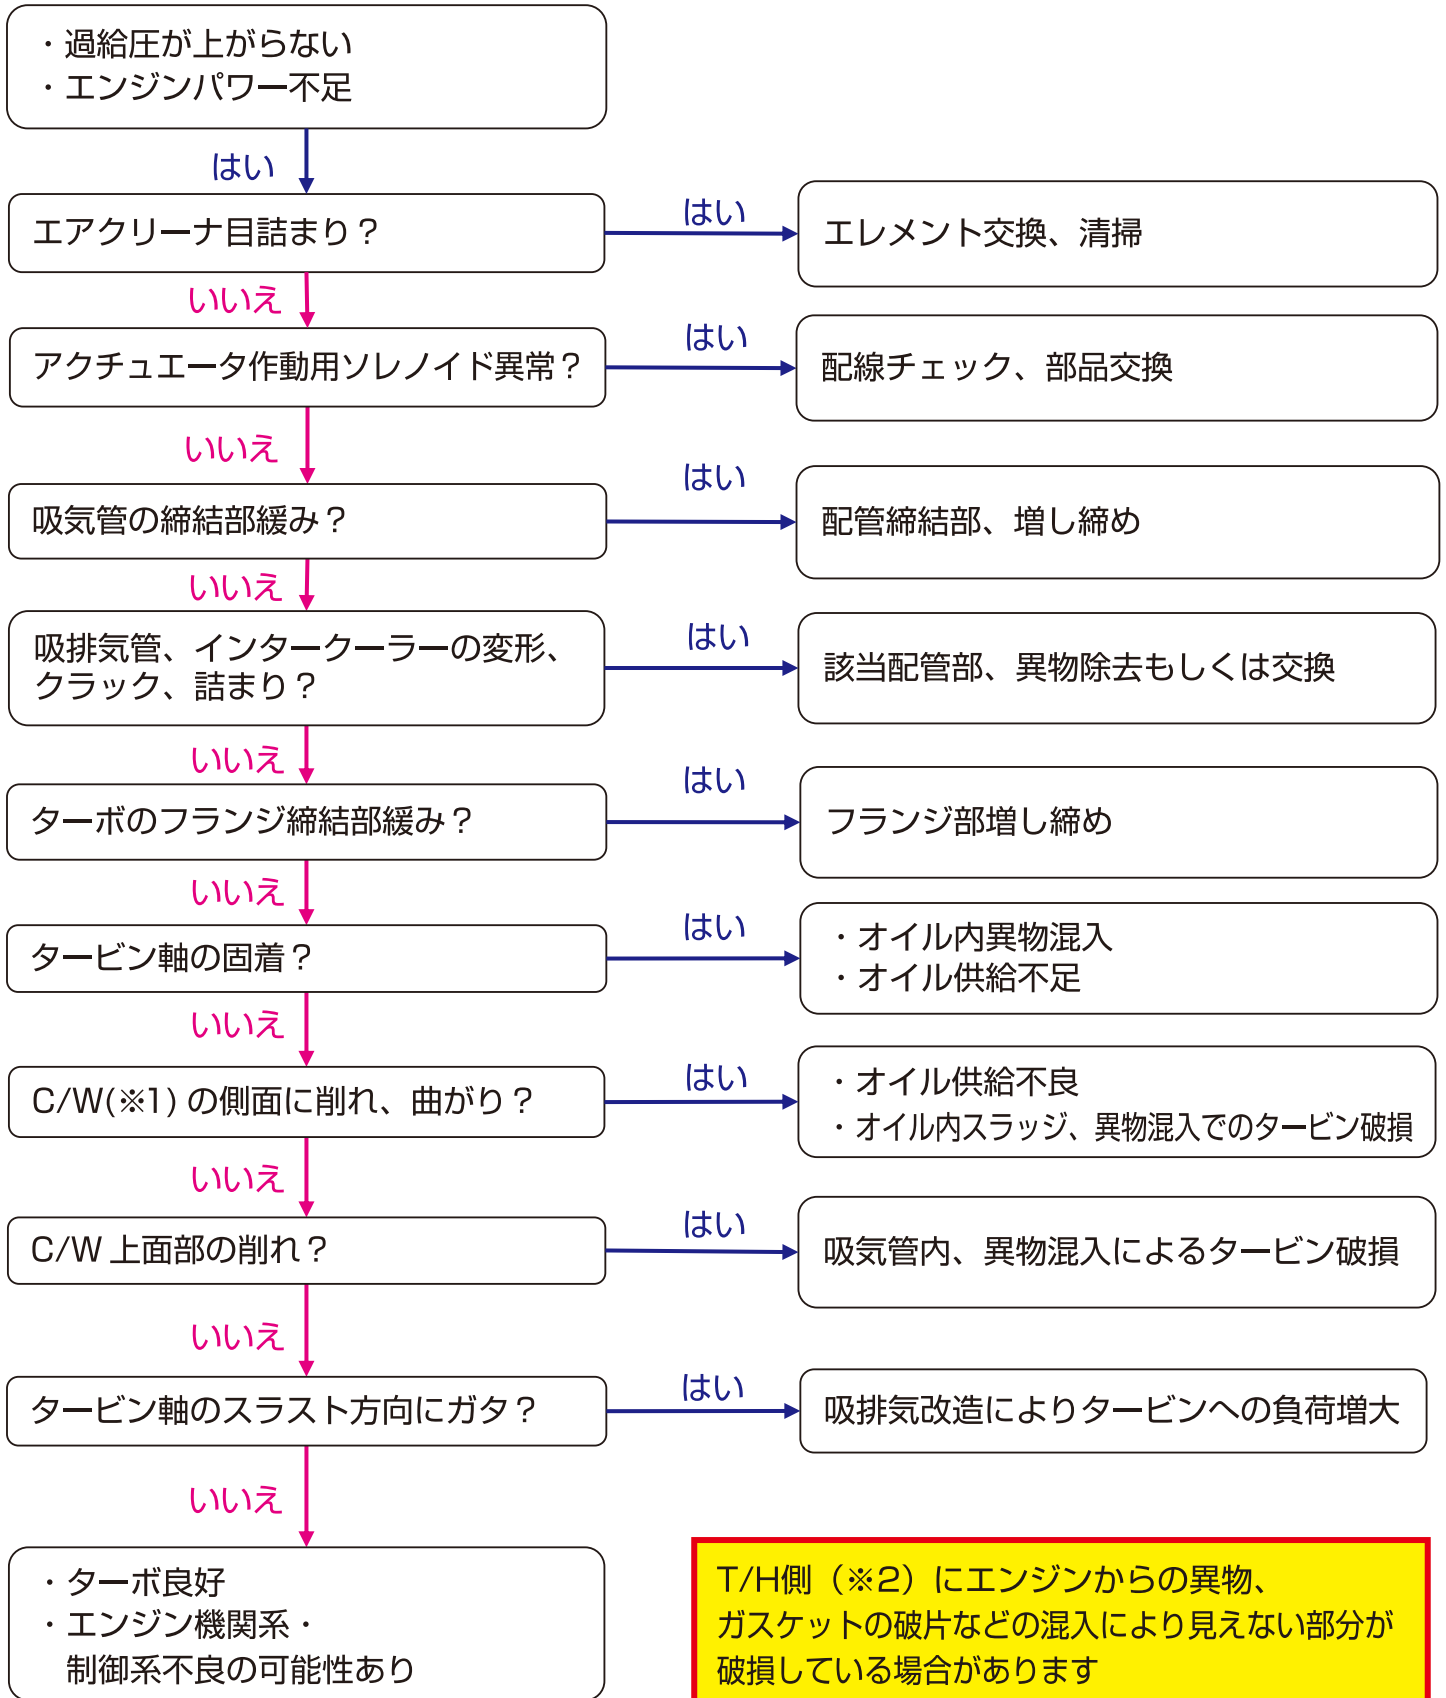 ・過給圧が上がらない
・エンジンパワー不足
はい
エアクリーナ目詰まり？
はい
エレメント交換、清掃
いいえ
アクチュエータ作動用ソレノイド異常？
はい
配線チェック、部品交換
いいえ
吸気管の締結部緩み？
はい
配管締結部、増し締め
いいえ
吸排気管、インタークーラーの変形、
クラック、詰まり？
はい
該当配管部、異物除去もしくは交換
いいえ
ターボのフランジ締結部緩み？
はい
フランジ部増し締め
いいえ
タービン軸の固着？
はい
・オイル内異物混入
・オイル供給不足
いいえ
C/W(※1) の側面に削れ、曲がり？
はい
・オイル供給不良
・オイル内スラッジ、異物混入でのタービン破損
いいえ
C/W 上面部の削れ？
はい
吸気管内、異物混入によるタービン破損
いいえ
タービン軸のスラスト方向にガタ？
はい
吸排気改造によりタービンへの負荷増大
いいえ
・ターボ良好
・エンジン機関系・
制御系不良の可能性あり
T/H側（※2）にエンジンからの異物、
ガスケットの破片などの混入により見えない部分が
破損している場合があります